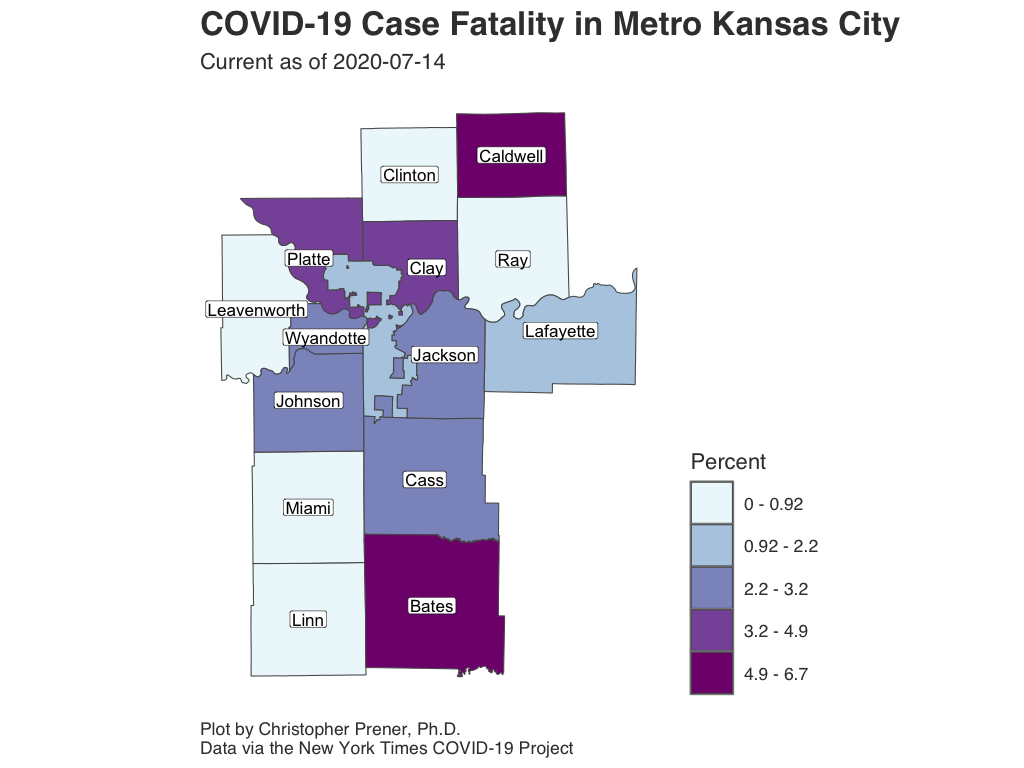 COVID-19 Case Fatality in Metro Kansas City
Current as of 2020-07-14
Caldwell
Clinton
Platte
Clay
Ray
Leavenworth
Wyandotte
Lafayette
Jackson
Johnson
Cass
Miami
Bates
Linn
Percent
0 - 0.92
0.92 - 2.2
2.2 - 3.2
3.2 - 4.9
4.9 - 6.7
Plot by Christopher Prener, Ph.D.
Data via the New York Times COVID-19 Project